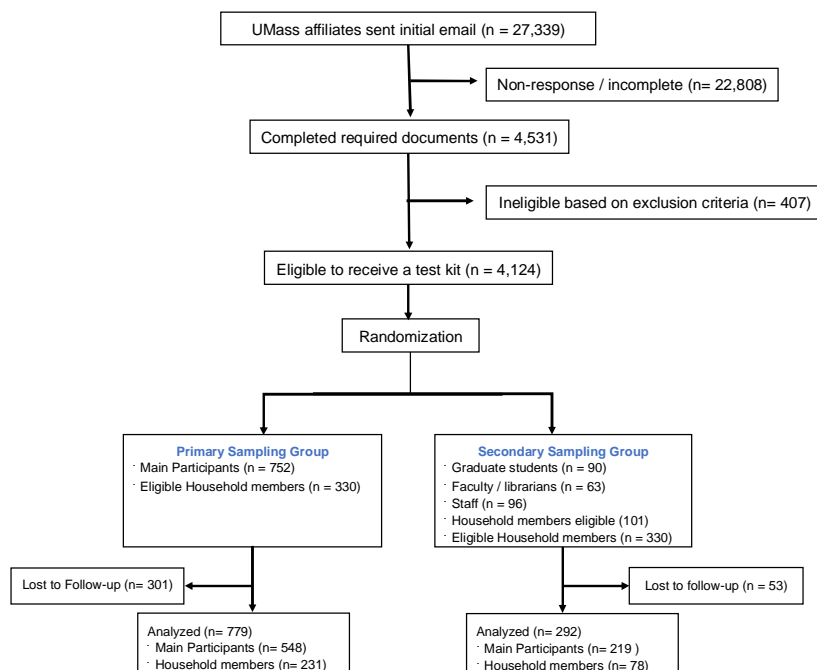 UMass affiliates sent initial email (n = 27,339)
Non-response / incomplete (n= 22,808)
Completed required documents (n = 4,531)
Ineligible based on exclusion criteria (n= 407)
Eligible to receive a test kit (n = 4,124)
Randomization
Primary Sampling Group
· Main Participants (n = 752)
· Eligible Household members (n = 330)
Secondary Sampling Group
· Graduate students (n = 90)
· Faculty / librarians (n = 63)
· Staff (n = 96)
· Household members eligible (101)
· Eligible Household members (n = 330)
Lost to Follow-up (n= 301)
Lost to follow-up (n = 53)
Analyzed (n= 779)
· Main Participants (n= 548)
· Household members (n= 231)
Analyzed (n= 292)
· Main Participants (n= 219 )
· Household members (n= 78)